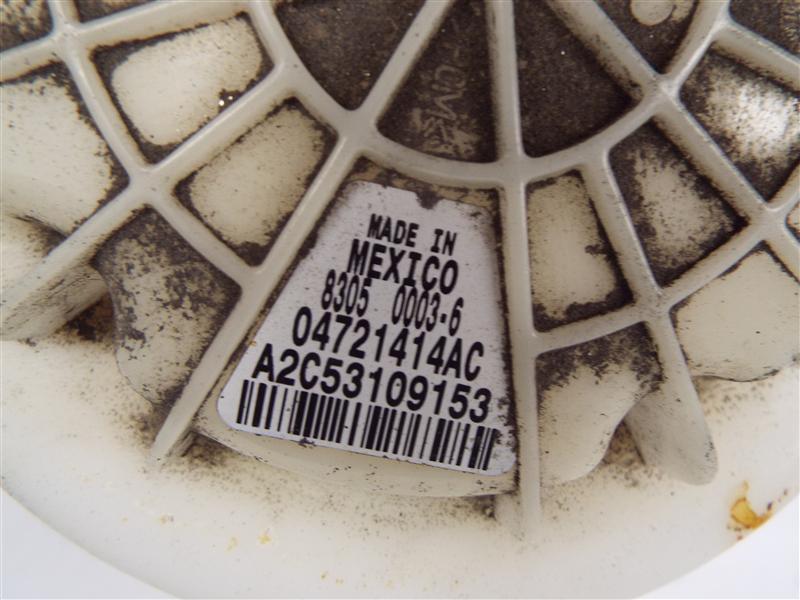 MADE IN
MEXICO
8305 0003-6
04721414AC
A2C53109153